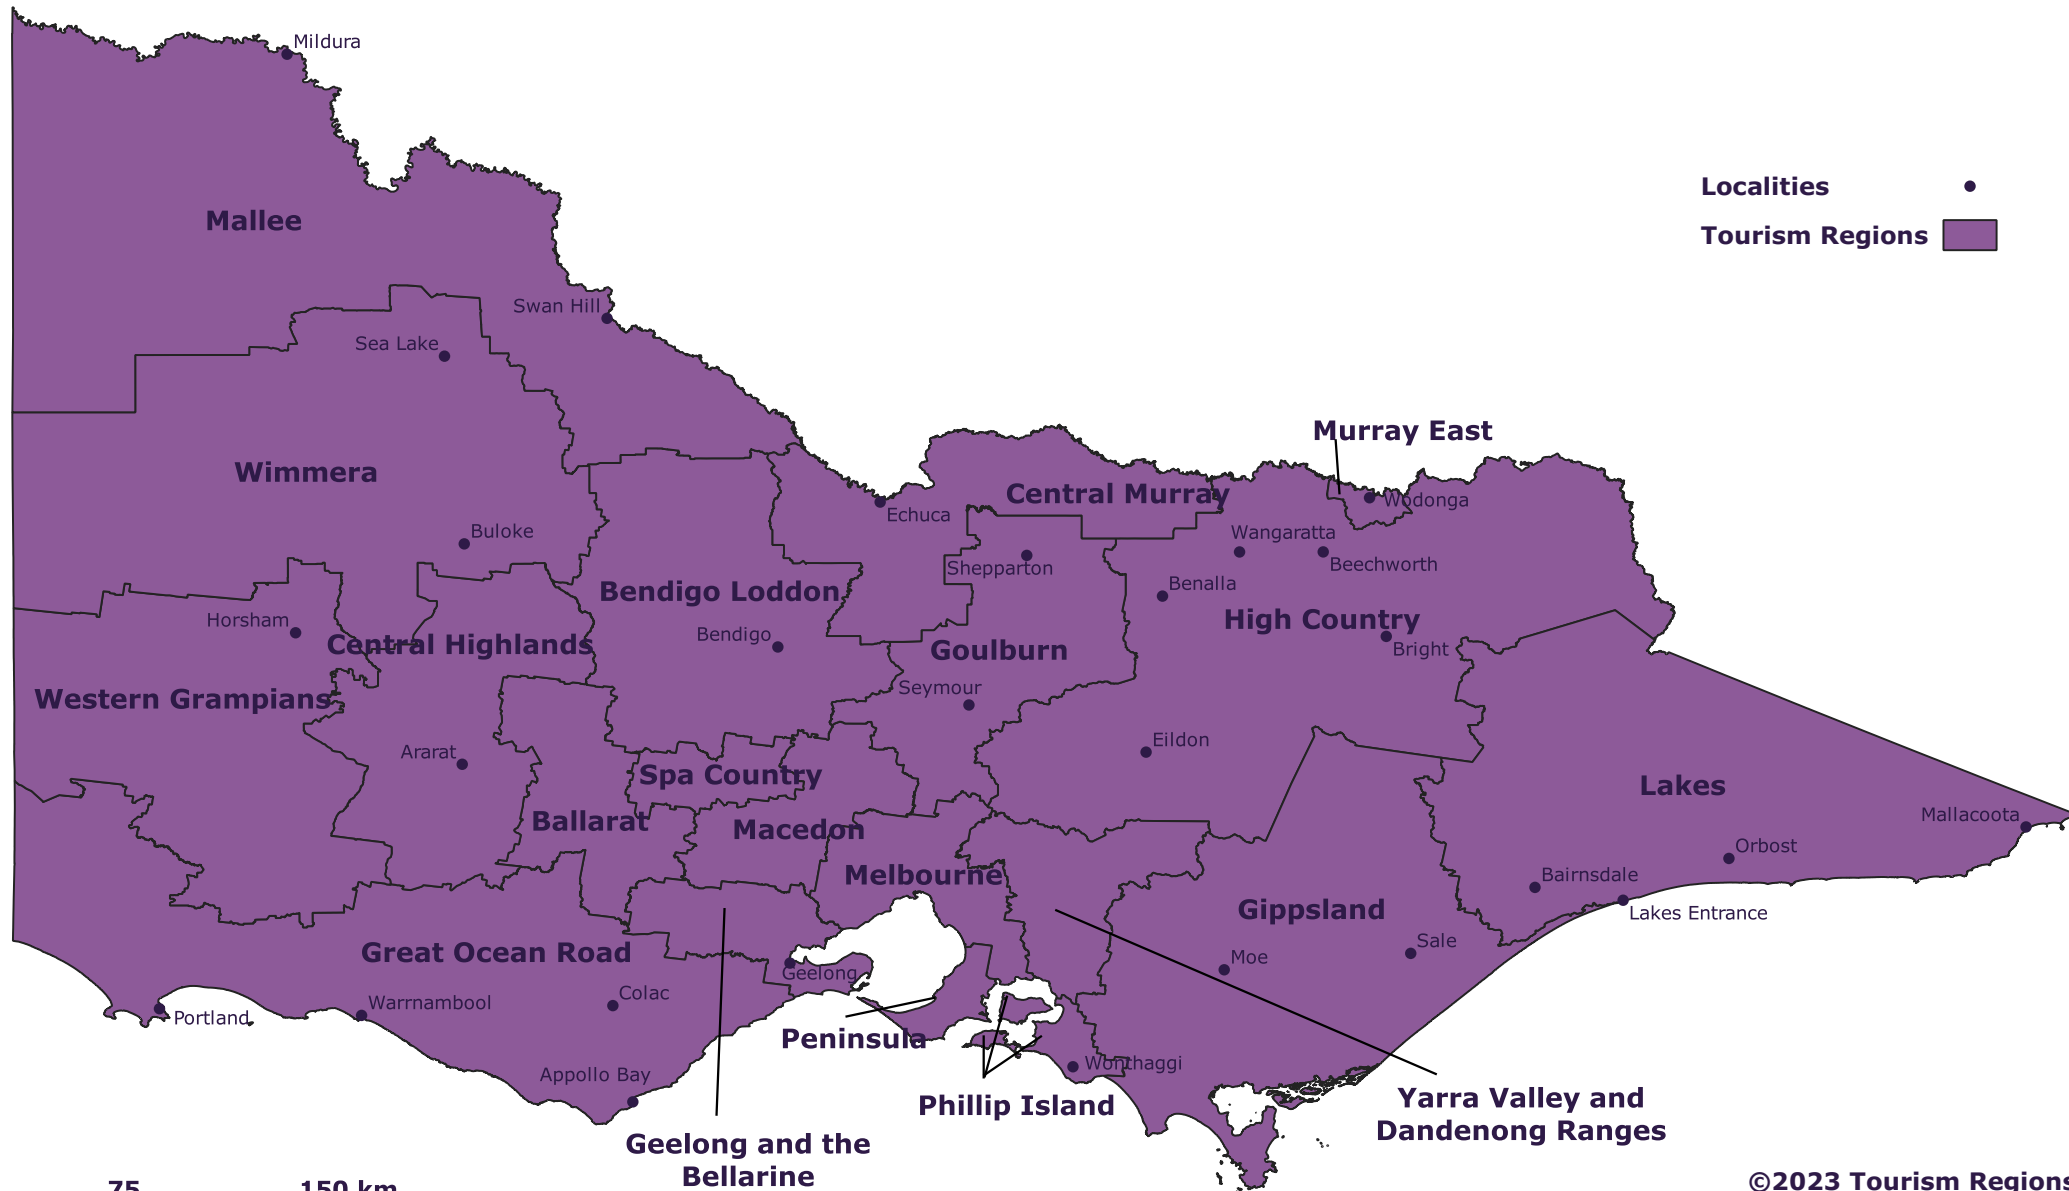 Mildura
Localities
Mallee
Tourism Regions
Swan Hill
Sea Lake
Murray East
Wimmera
Central Murray
Wodonga
Echuca
Buloke
Wangaratta
Shepparton
Beechworth
Benalla
Bendigo Loddon
Horsham
High Country
Bendigo
Central Highlands
Goulburn
Bright
Seymour
Western Grampians
Eildon
Ararat
Spa Country
Lakes
Mallacoota
Ballarat
Macedon
Orbost
Melbourne
Bairnsdale
Gippsland
Lakes Entrance
Sale
Great Ocean Road
Moe
Geelong
Colac
Warrnambool
Portland
Peninsula
Wonthaggi
Appollo Bay
Phillip Island
Yarra Valley and
Dandenong Ranges
Geelong and the
Bellarine
75
150 km
©2023 Tourism Regions